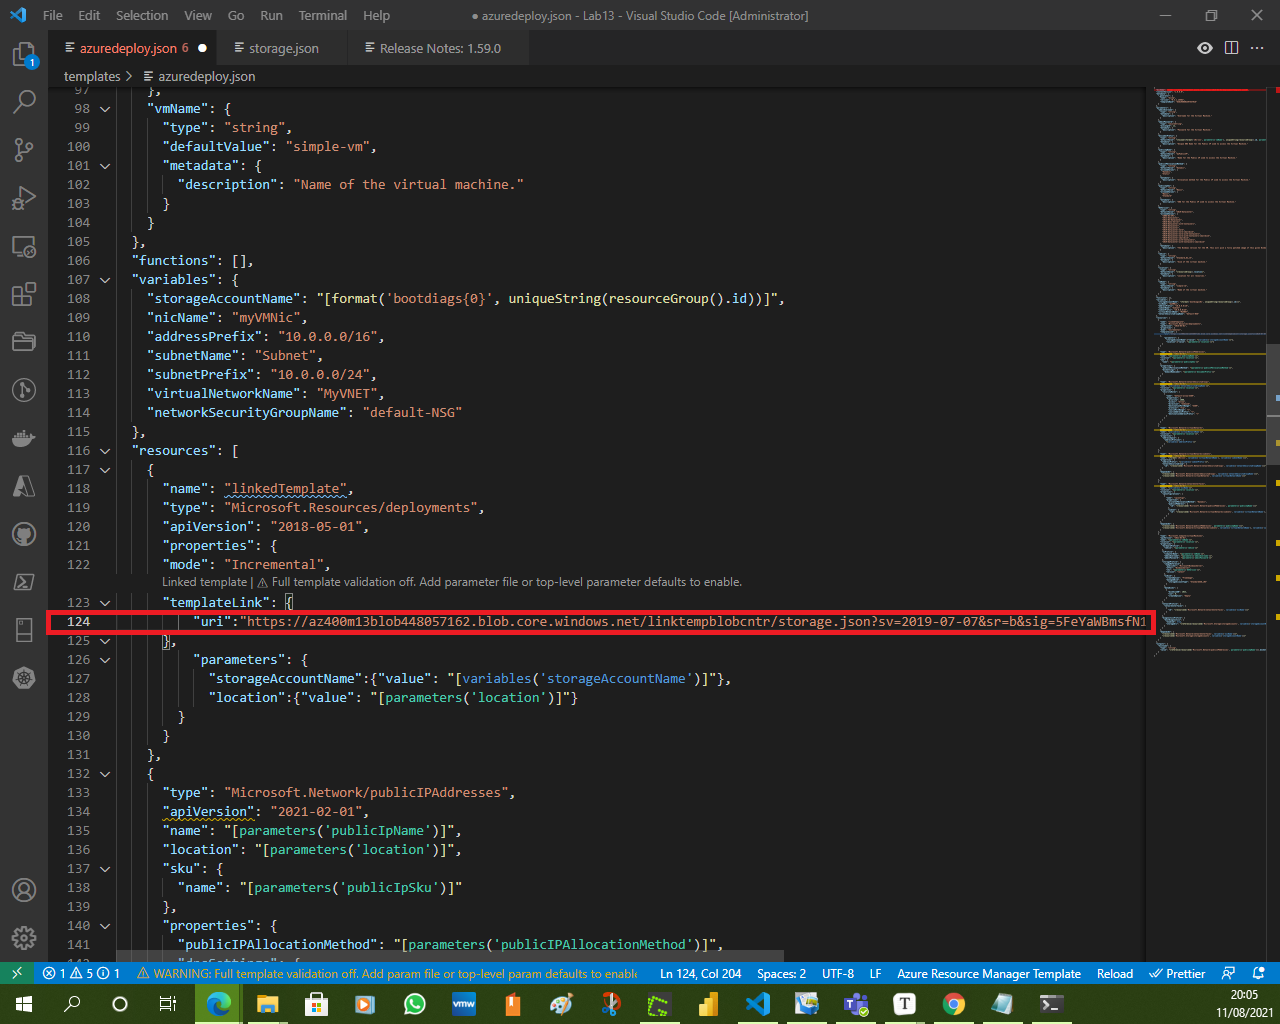 File Edit Selection View Go Run Terminal Help
● azuredeploy.json - Lab13 - Visual Studio Code [Administrator]
azuredeploy.json 6 ● storage.json Release Notes: 1.59.0
templates > azuredeploy.json
97 },
98 "vmName": {
99 "type": "string",
100 "defaultValue": "simple-vm",
101 "metadata": {
102 "description": "Name of the virtual machine."
103 }
104 }
105 },
106 "functions": [],
107 "variables": {
108 "storageAccountName": "[format('bootdiags{0}', uniqueString(resourceGroup().id))]",
109 "nicName": "myVMNic",
110 "addressPrefix": "10.0.0.0/16",
111 "subnetName": "Subnet",
112 "subnetPrefix": "10.0.0.0/24",
113 "virtualNetworkName": "MyVNET",
114 "networkSecurityGroupName": "default-NSG"
115 },
116 "resources": [
117 {
118 "name": "linkedTemplate",
119 "type": "Microsoft.Resources/deployments",
120 "apiVersion": "2018-05-01",
121 "properties": {
122 "mode": "Incremental",
Linked template | ⚠ Full template validation off. Add parameter file or top-level parameter defaults to enable.
123 "templateLink": {
124 "uri":"https://az400m13blob448057162.blob.core.windows.net/linktempblobcntr/storage.json?sv=2019-07-07&sr=b&sig=5FeYaWBmsfN1
125 },
126 "parameters": {
127 "storageAccountName":{"value": "[variables('storageAccountName')]"},
128 "location":{"value": "[parameters('location')]"}
129 }
130 }
131 },
132 {
133 "type": "Microsoft.Network/publicIPAddresses",
134 "apiVersion": "2021-02-01",
135 "name": "[parameters('publicIpName')]",
136 "location": "[parameters('location')]",
137 "sku": {
138 "name": "[parameters('publicIpSku')]"
139 },
140 "properties": {
141 "publicIPAllocationMethod": "[parameters('publicIPAllocationMethod')]",
1
1 5 1 WARNING: Full template validation off. Add param file or top-level param defaults to enable Ln 124, Col 204 Spaces: 2 UTF-8 LF Azure Resource Manager Template Reload Prettier
vmw T
20:05
11/08/2021